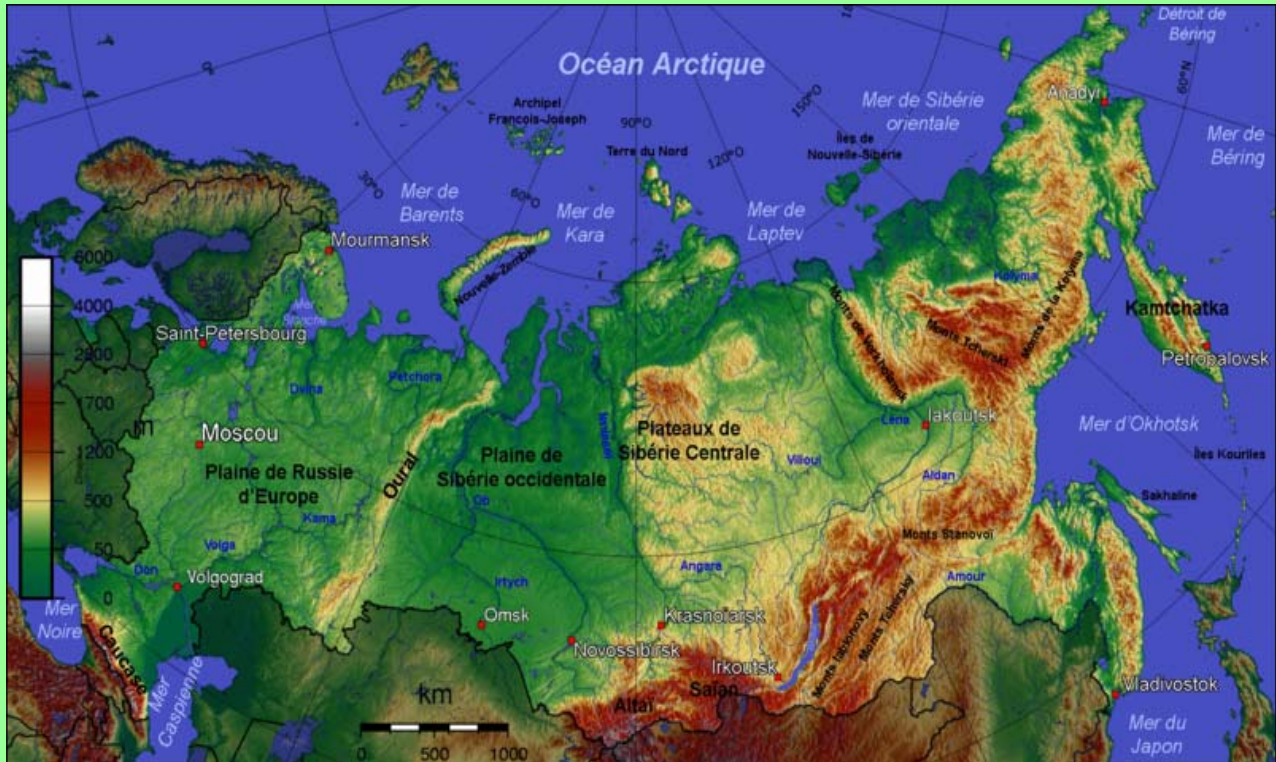 Détroit de
Béring
Océan Arctique
Archipel
François-Joseph
90°O
Terre du Nord
120°O
150°O
Mer de Sibérie
orientale
Îles de
Nouvelle-Sibérie
Anadyr
N°09
Mer de
Béring
30°O
Mer de
Barents
60°O
Mer de
Kara
Mer de
Laptev
Mourmansk
Nouvelle-Zemble
6000
4000
1700
m
1200
500
50
0
Mer
Blanche
Saint-Petersbourg
Dvina
Petchora
Moscou
Plaine de Russie
d'Europe
Oural
Kama
Volga
Don
Volgograd
Mer
Noire
Caucase
Mer
Caspienne
Plaine de
Sibérie occidentale
Ob
Irtych
Omsk
Novossibirsk
Plateaux de
Sibérie Centrale
Viliouï
Angara
Krasnoiarsk
Irkoutsk
Altaï
Saïan
Kolyma
Monts de Verkhoïansk
Monts Tcherski
Monts de la Kolyma
Kamtchatka
Petropalovsk
Léna
Iakoutsk
Aldan
Mer d'Okhotsk
Îles Kouriles
Sakhaline
Monts Stanovoï
Amour
Monts Iablonovy
Monts Tchersky
Vladivostok
Mer du
Japon
km
0
500
1000